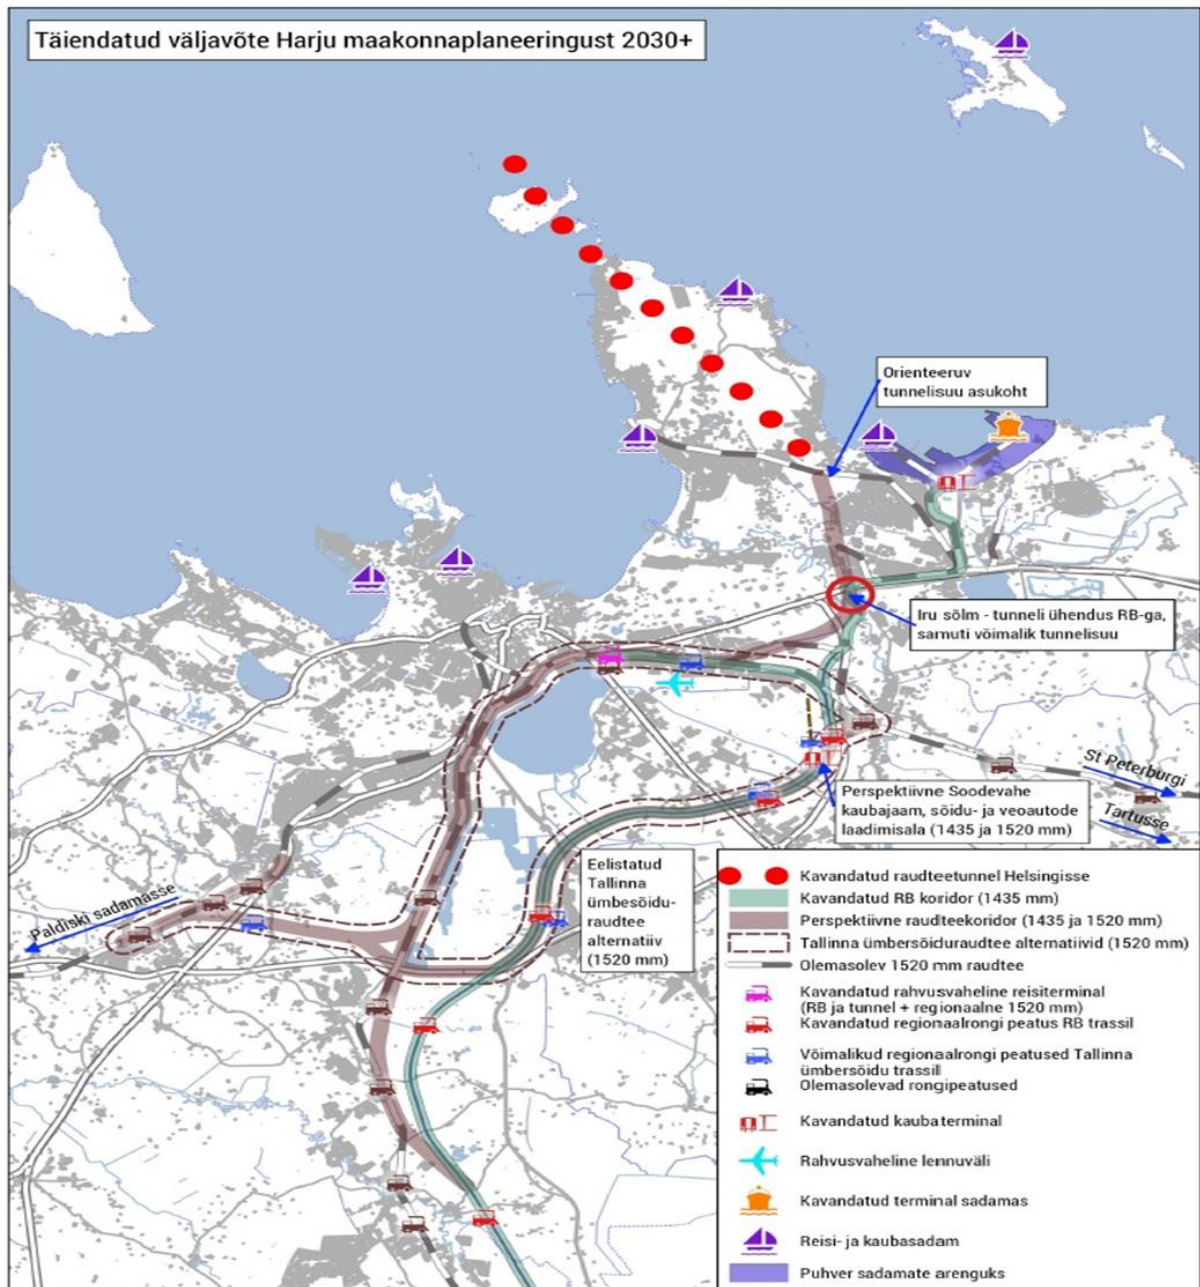 Täiendatud väljavõte Harju maakonnaplaneeringust 2030+
Orienteeruv
tunnelisuu asukoht
Iru sõlm - tunneli ühendus RB-ga,
samuti võimalik tunnelisuu
St Peterburgi
Tartusse
Perspektiivne Soodevahe
kaubajaam, sõidu- ja veoautode
laadimisala (1435 ja 1520 mm)
Eelistatud
Tallinna
ümbesõidu-
raudtee
alternatiiv
(1520 mm)
Paldiski sadamasse
Kavandatud raudteetunnel Helsingisse
Kavandatud RB koridor (1435 mm)
Perspektiivne raudteekoridor (1435 ja 1520 mm)
Tallinna ümbersõiduraudtee alternatiivid (1520 mm)
Olemasolev 1520 mm raudtee
Kavandatud rahvusvaheline reisiterminal
(RB ja tunnel + regionaalne 1520 mm)
Kavandatud regionaalrongi peatus RB trassil
Võimalikud regionaalrongi peatused Tallinna
ümbersõidu trassil
Olemasolevad rongipeatused
Kavandatud kaubaterminal
Rahvusvaheline lennuväli
Kavandatud terminal sadamas
Reisi- ja kaubasadam
Puhver sadamate arenguks